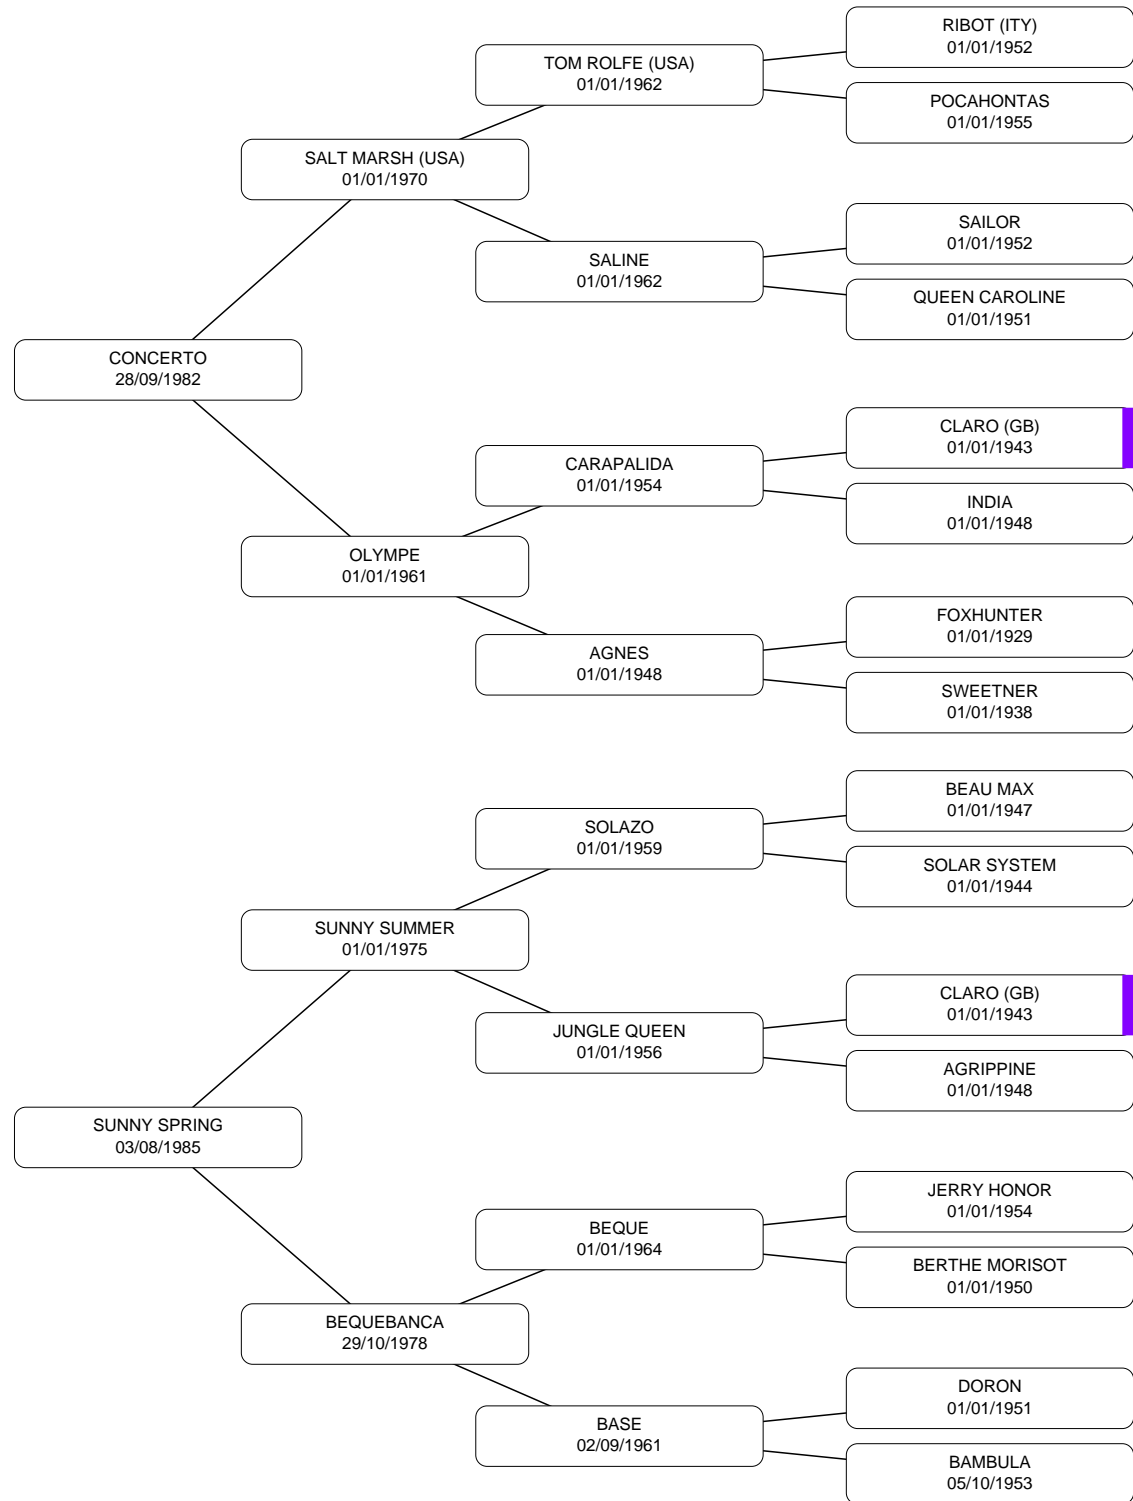 RIBOT (ITY)
01/01/1952
TOM ROLFE (USA)
01/01/1962
POCAHONTAS
01/01/1955
SALT MARSH (USA)
01/01/1970
SAILOR
01/01/1952
SALINE
01/01/1962
QUEEN CAROLINE
01/01/1951
CONCERTO
28/09/1982
CLARO (GB)
01/01/1943
CARAPALIDA
01/01/1954
INDIA
01/01/1948
OLYMPE
01/01/1961
FOXHUNTER
01/01/1929
AGNES
01/01/1948
SWEETNER
01/01/1938
BEAU MAX
01/01/1947
SOLAZO
01/01/1959
SOLAR SYSTEM
01/01/1944
SUNNY SUMMER
01/01/1975
CLARO (GB)
01/01/1943
JUNGLE QUEEN
01/01/1956
AGRIPPINE
01/01/1948
SUNNY SPRING
03/08/1985
JERRY HONOR
01/01/1954
BEQUE
01/01/1964
BERTHE MORISOT
01/01/1950
BEQUEBANCA
29/10/1978
DORON
01/01/1951
BASE
02/09/1961
BAMBULA
05/10/1953